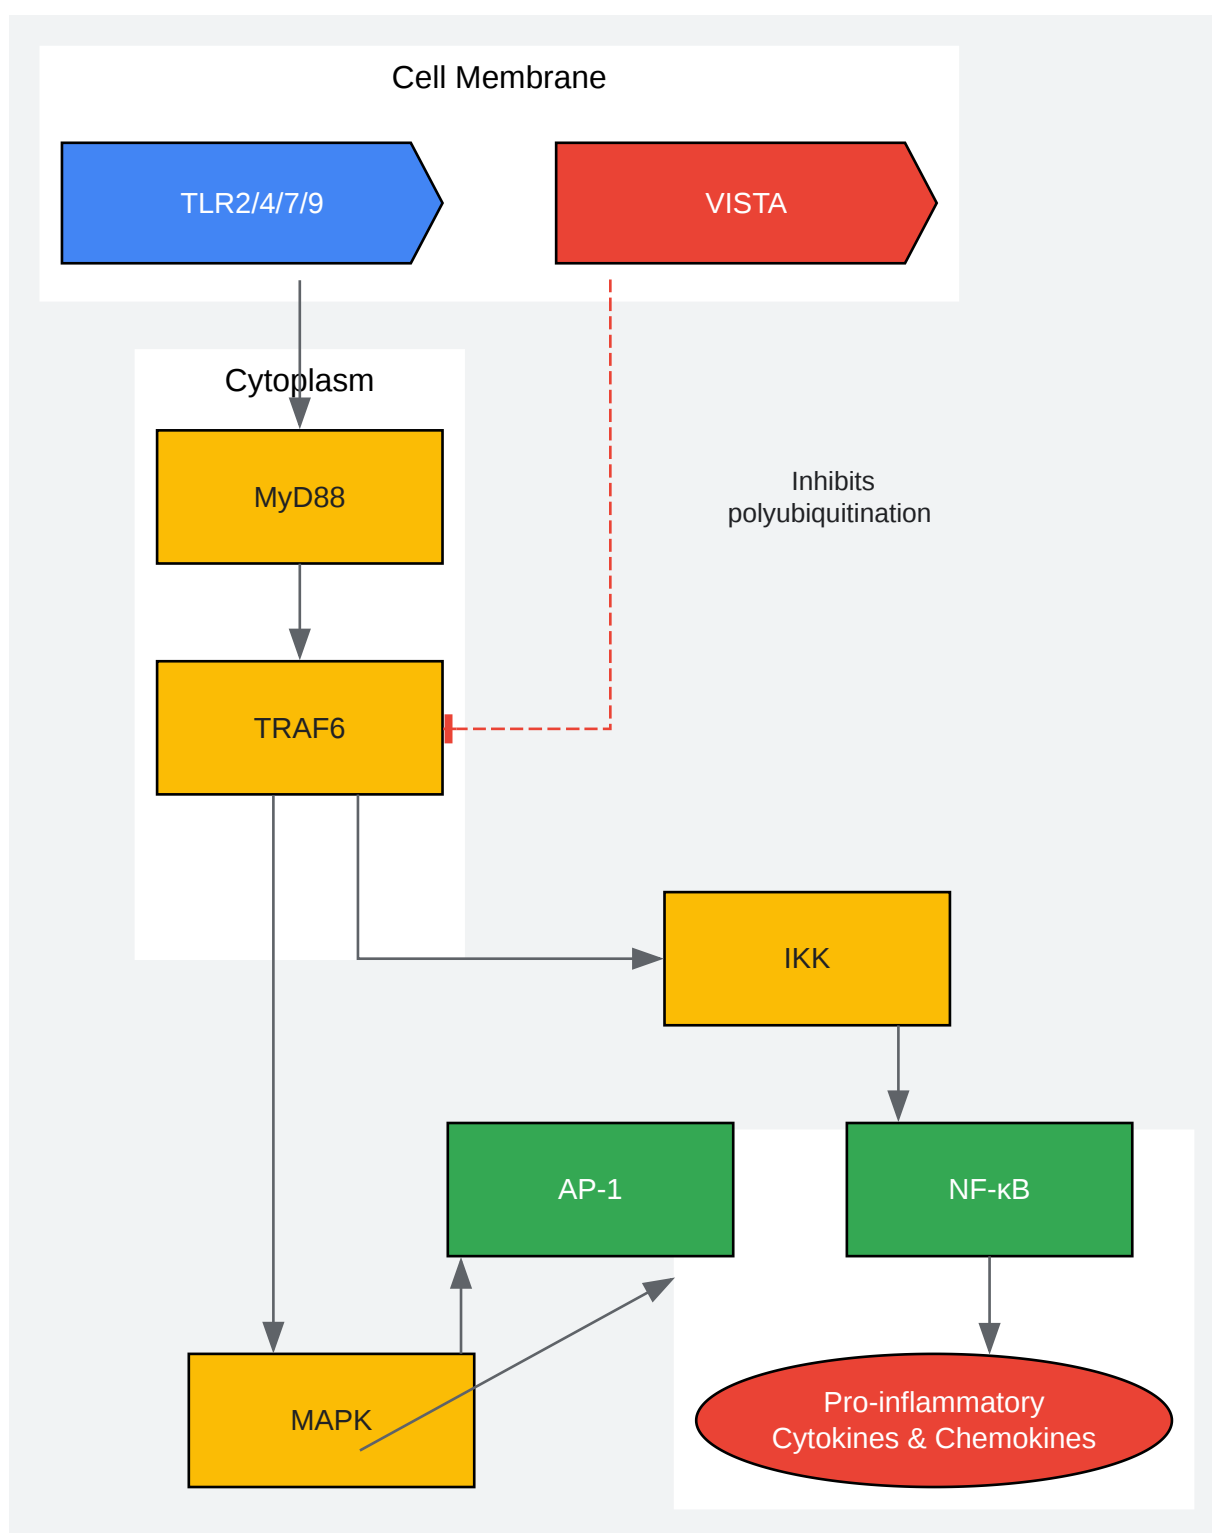 Cell Membrane
TLR2/4/7/9
VISTA
Cytoplasm
MyD88
Inhibits
polyubiquitination
TRAF6
IKK
AP-1
NF-κB
MAPK
Pro-inflammatory
Cytokines & Chemokines